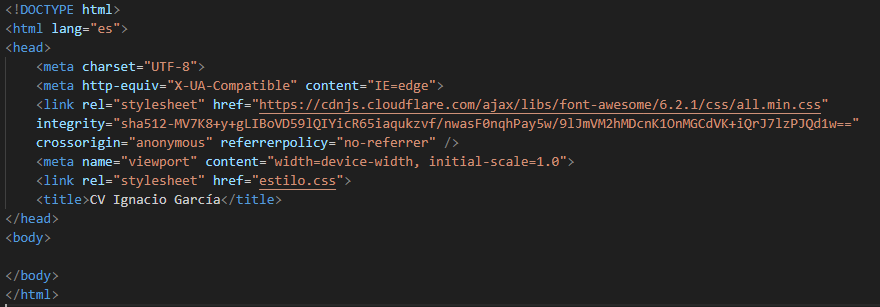 <!DOCTYPE html>
<html lang="es">
<head>
<meta charset="UTF-8">
<meta http-equiv="X-UA-Compatible" content="IE=edge">
<link rel="stylesheet" href="https://cdnjs.cloudflare.com/ajax/libs/font-awesome/6.2.1/css/all.min.css"
integrity="sha512-MV7K8+y+gLIBoVD59lQIYicR65iaqukzvf/nwasF0nqhPay5w/9lJmVM2hMDcnK1OnMGCdVK+iQrJ7lzPJQd1w=="
crossorigin="anonymous" referrerpolicy="no-referrer" />
<meta name="viewport" content="width=device-width, initial-scale=1.0">
<link rel="stylesheet" href="estilo.css">
<title>CV Ignacio García</title>
</head>
<body>
</body>
</html>